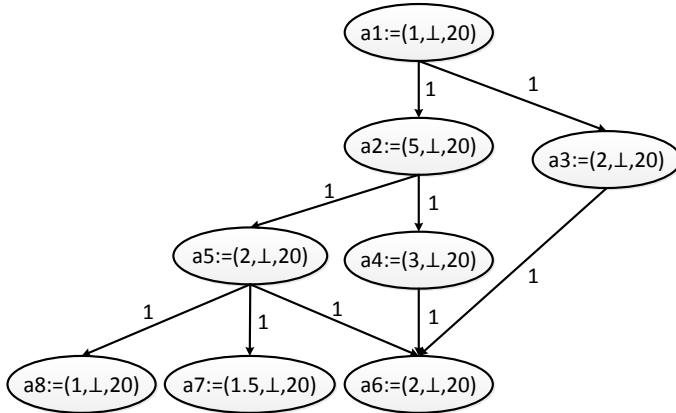 a1:=(1,⊥,20)
1
1
a2:=(5,⊥,20)
a3:=(2,⊥,20)
1
1
a5:=(2,⊥,20)
a4:=(3,⊥,20)
1
1
1
1
1
a8:=(1,⊥,20)
a7:=(1.5,⊥,20)
a6:=(2,⊥,20)